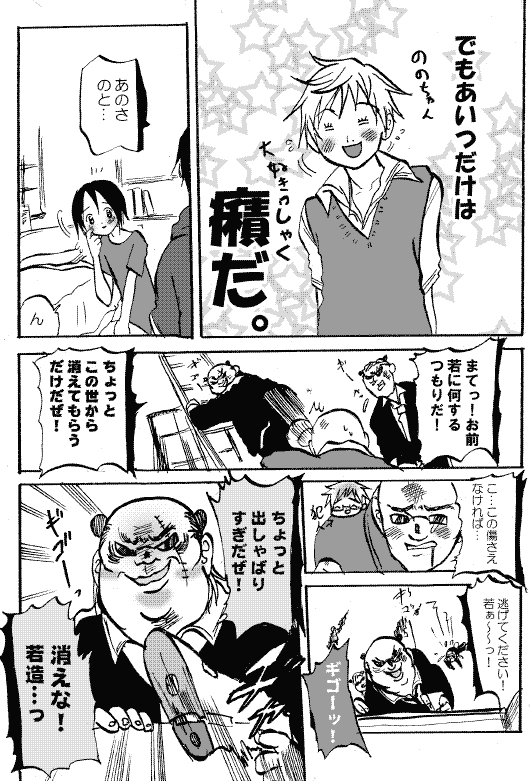 でもあいつだけは
ののちゃん
大好きっ
しゃく
癪だ。
あのさ
のと…
ん
まてっ！お前
若に何する
つもりだ！
ちょっと
この世から
消えてもらう
だけだぜ！
こ…この傷さえ
なければ…
逃げてください！
若ぁ～～っ！
ギゴーッ！
ちょっと
出しゃばり
すぎだぜ！
消えな！
若造…っ